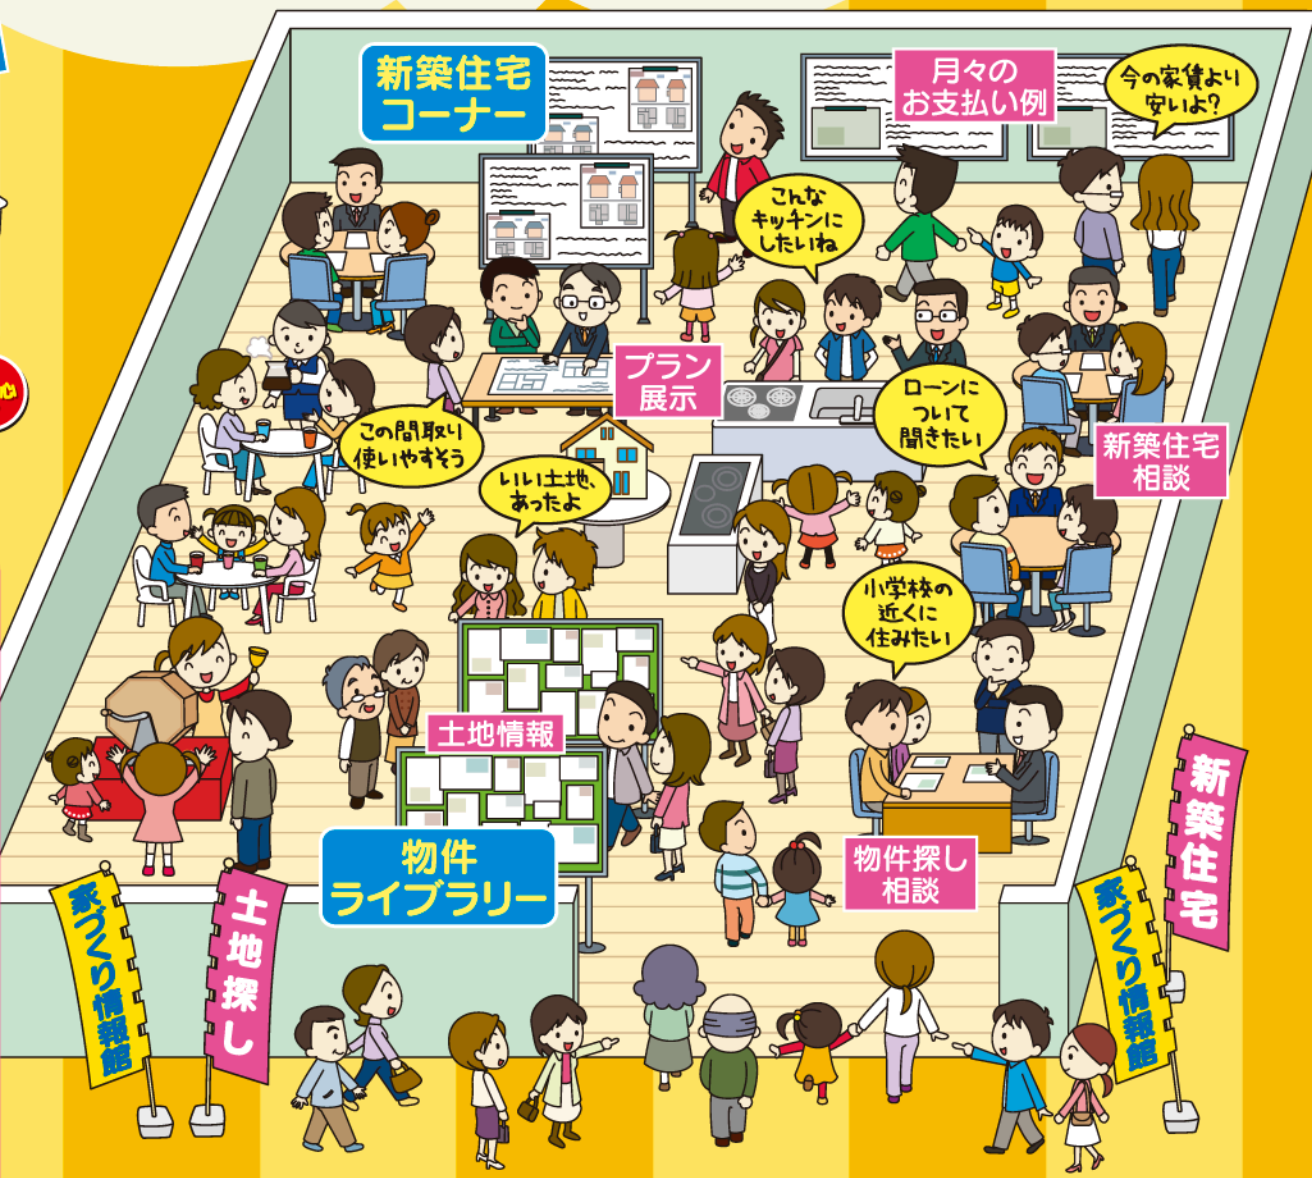 新築住宅
コーナー
月々の
お支払い例
今の家賃より
安いよ?
こんな
キッチンに
したいね
プラン
展示
ローンに
ついて
聞きたい
この間取り
使いやすそう
新築住宅
相談
いい土地、
あったよ
小学校の
近くに
住みたい
土地情報
物件
ライブラリー
物件探し
相談
新築住宅
家づくり情報館
土地探し
家づくり情報館
心